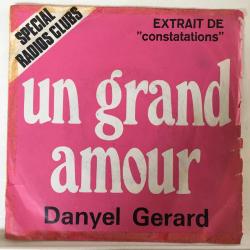 SPECIAL
RADIOS CLUBS
EXTRAIT DE
"constatations"
un grand
amour
Danyel Gerard